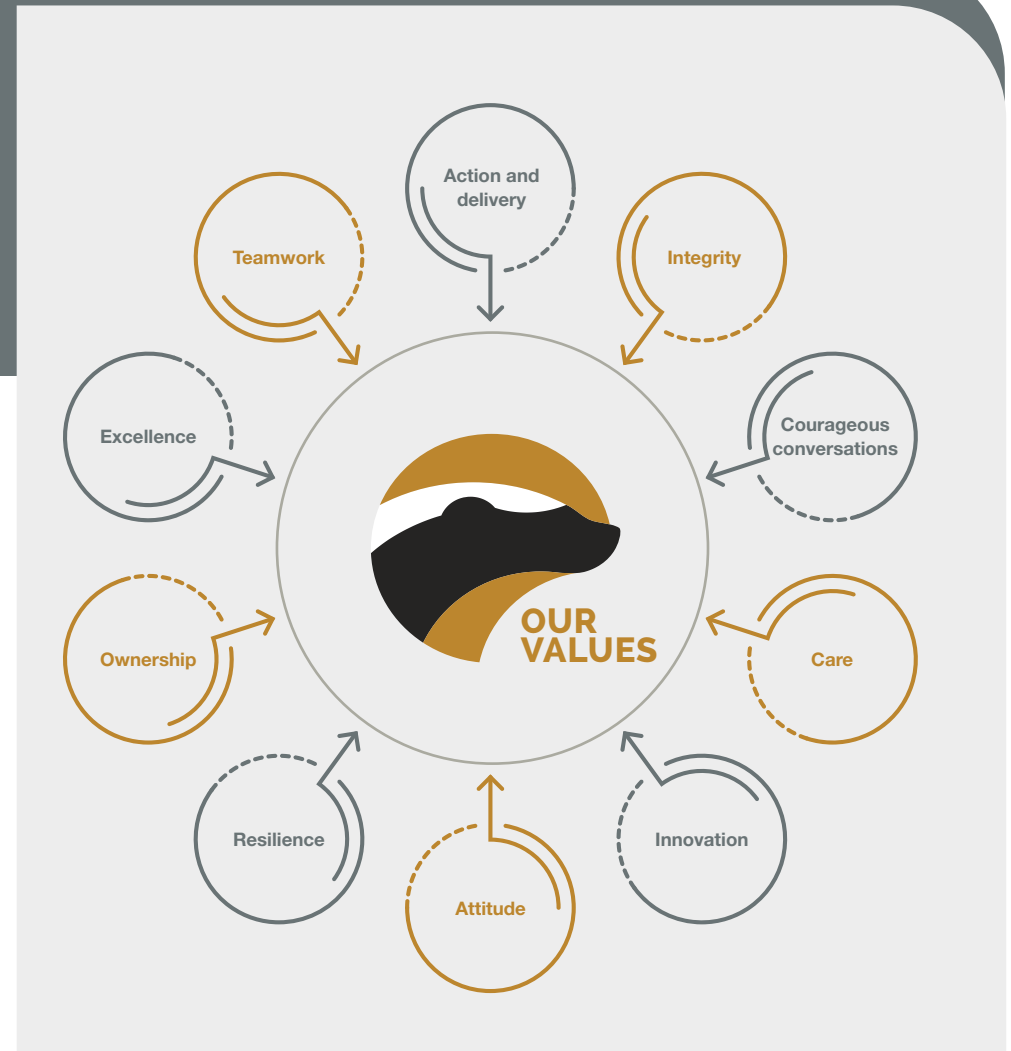 Action and
delivery
Integrity
Courageous
conversations
Care
Innovation
Attitude
Resilience
Ownership
Excellence
Teamwork
OUR
VALUES